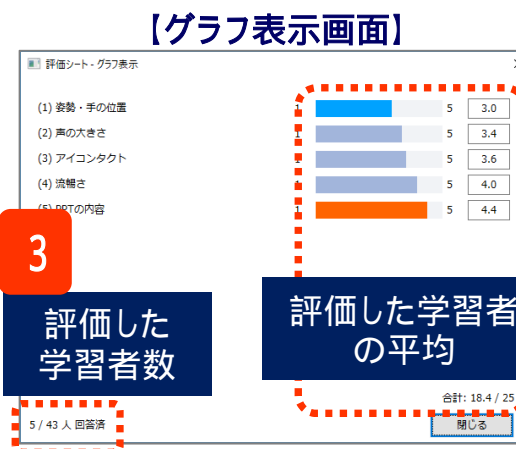 【グラフ表示画面】
評価シート - グラフ表示
(1) 姿勢・手の位置 1 5 3.0
(2) 声の大きさ 1 5 3.4
(3) アイコンタクト 1 5 3.6
(4) 流暢さ 1 5 4.0
(5) PPTの内容 1 5 4.4
3
評価した
学習者数
評価した学習者
の平均
合計: 18.4 / 25
5 / 43 人 回答済
閉じる